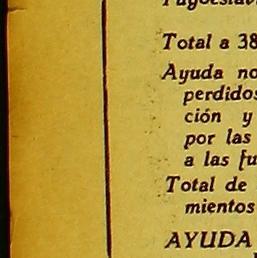 Total a 38
Ayuda no
perdidos
ción y
por las
a las fu
Total de
mientos
AYUDA